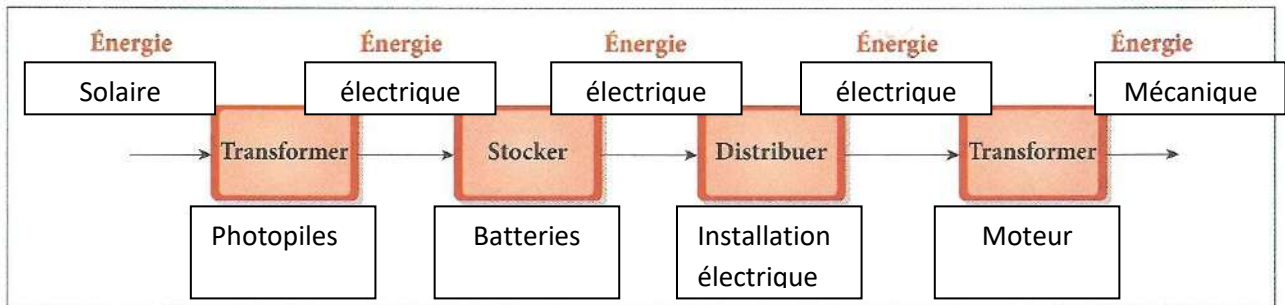 Énergie Énergie Énergie Énergie Énergie
Solaire électrique électrique électrique Mécanique
Transformer Stocker Distribuer Transformer
Photopiles Batteries Installation électrique Moteur